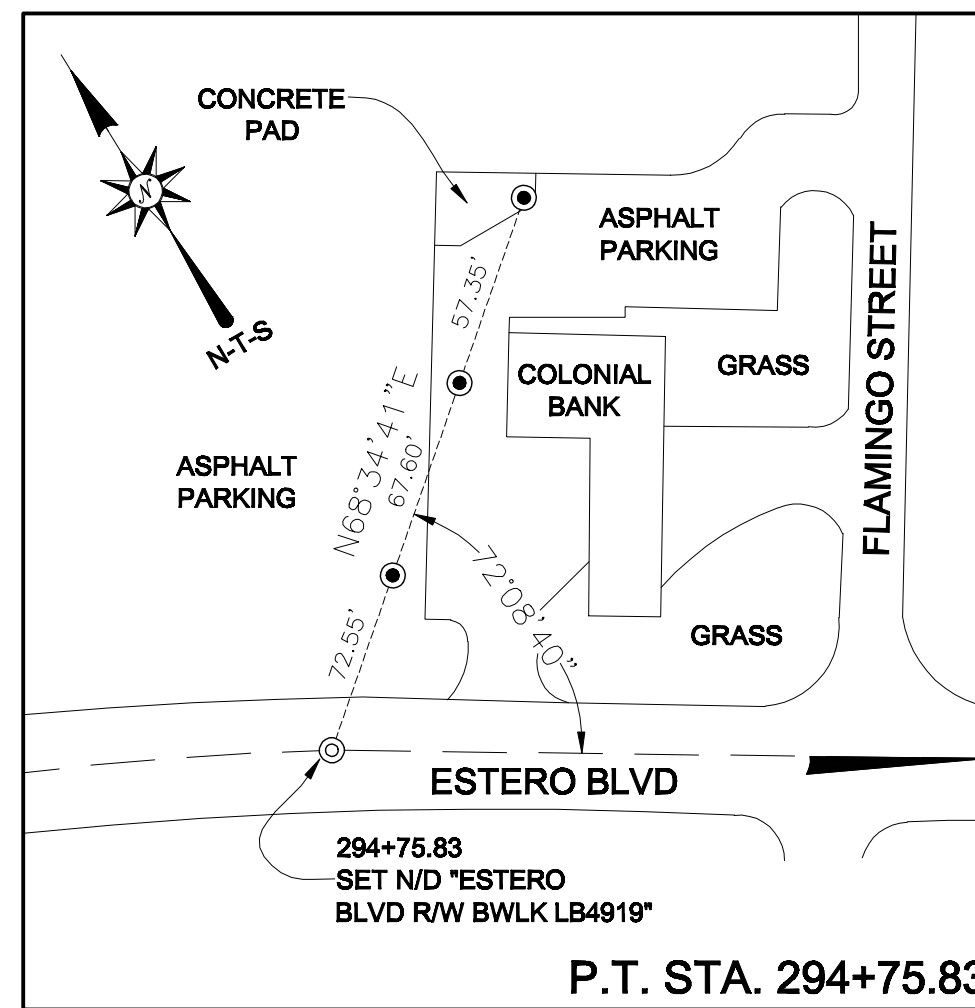 CONCRETE
PAD
N
N-T-S
ASPHALT
PARKING
57.35'
COLONIAL
BANK
GRASS
FLAMINGO STREET
N68°34'41"E
67.60'
ASPHALT
PARKING
72°08'40"
72.55'
GRASS
ESTERO BLVD
294+75.83
SET N/D "ESTERO
BLVD R/W BWLK LB4919"
P.T. STA. 294+75.83